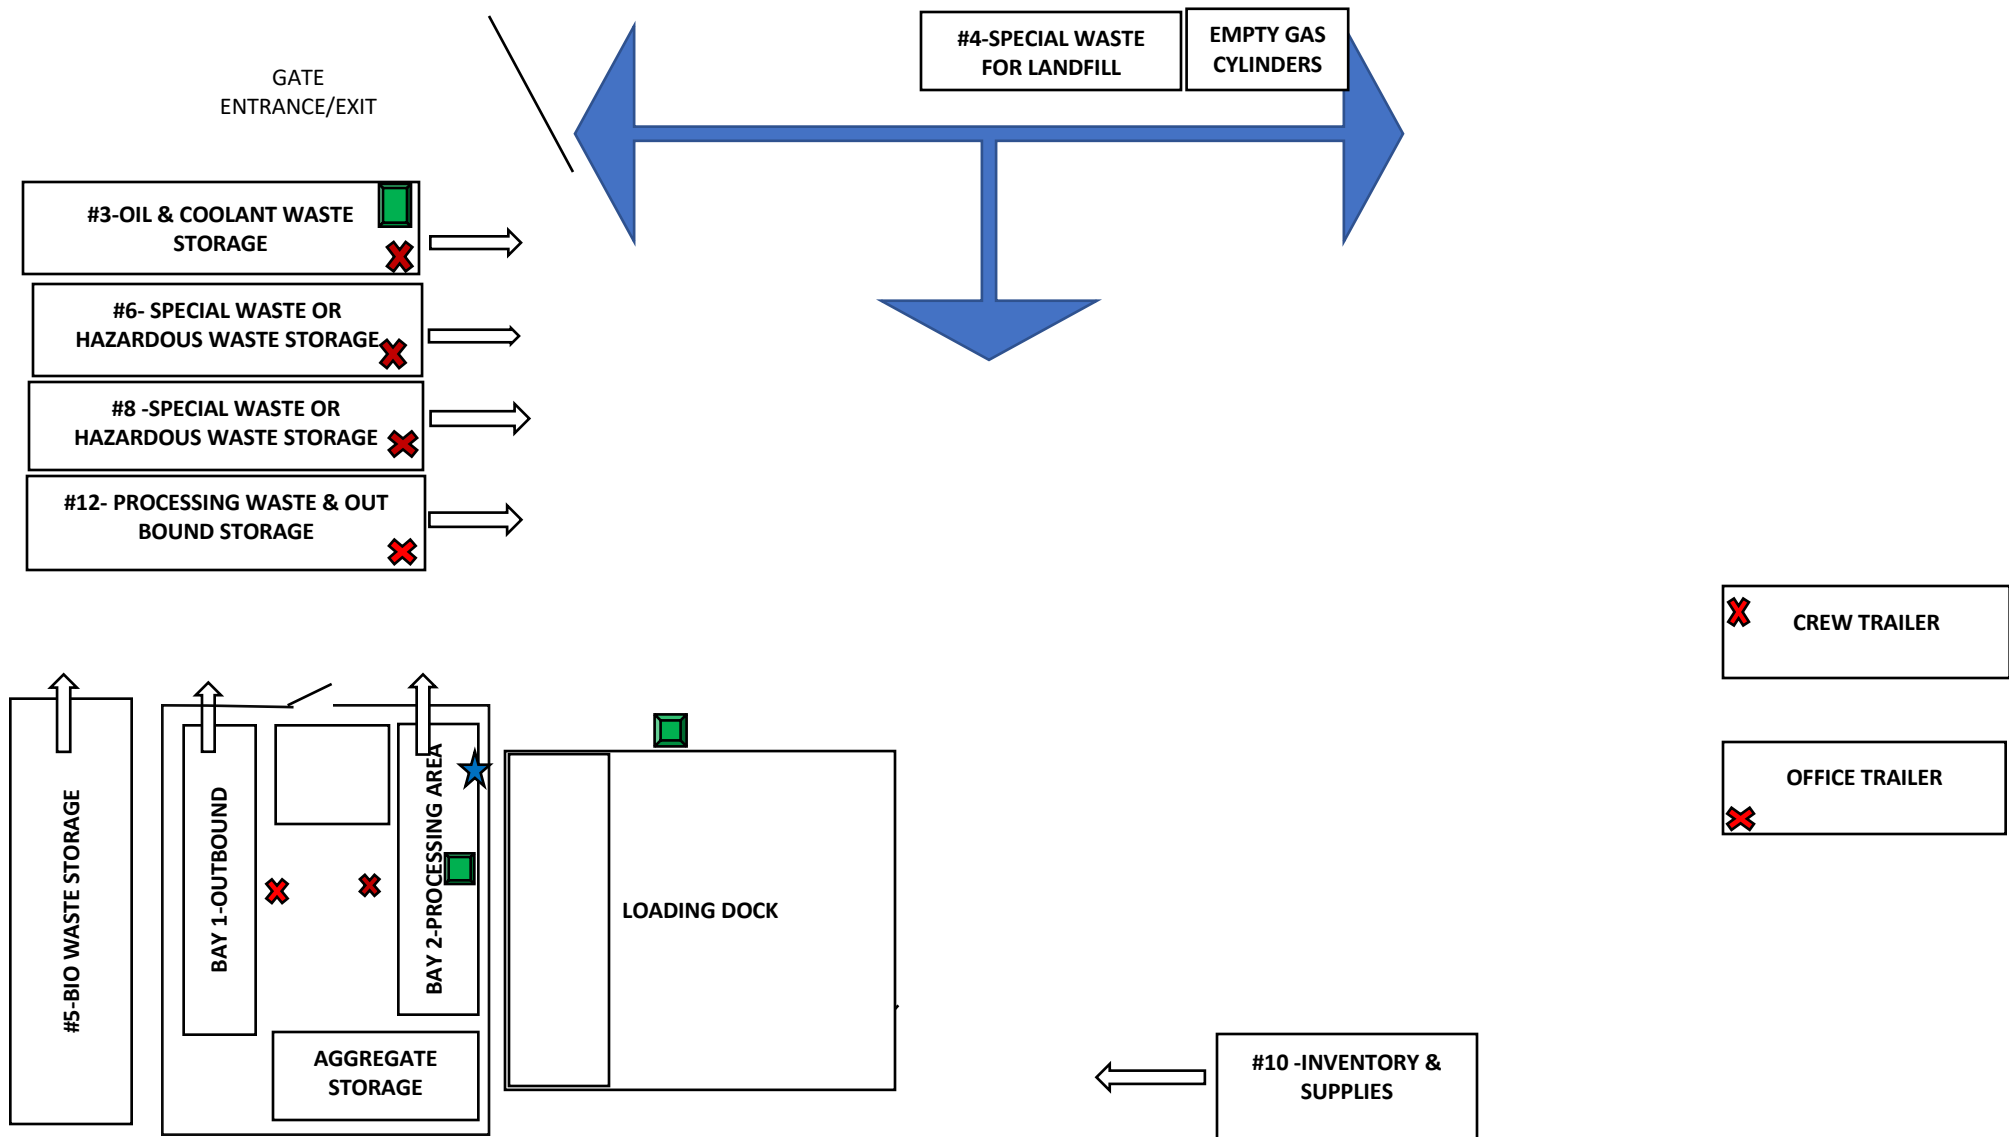 GATE
ENTRANCE/EXIT
#4-SPECIAL WASTE
FOR LANDFILL
EMPTY GAS
CYLINDERS
#3-OIL & COOLANT WASTE
STORAGE
#6- SPECIAL WASTE OR
HAZARDOUS WASTE STORAGE
#8 -SPECIAL WASTE OR
HAZARDOUS WASTE STORAGE
#12- PROCESSING WASTE & OUT
BOUND STORAGE
CREW TRAILER
OFFICE TRAILER
#5-BIO WASTE STORAGE
BAY 1-OUTBOUND
BAY 2-PROCESSING AREA
LOADING DOCK
AGGREGATE
STORAGE
#10 -INVENTORY &
SUPPLIES